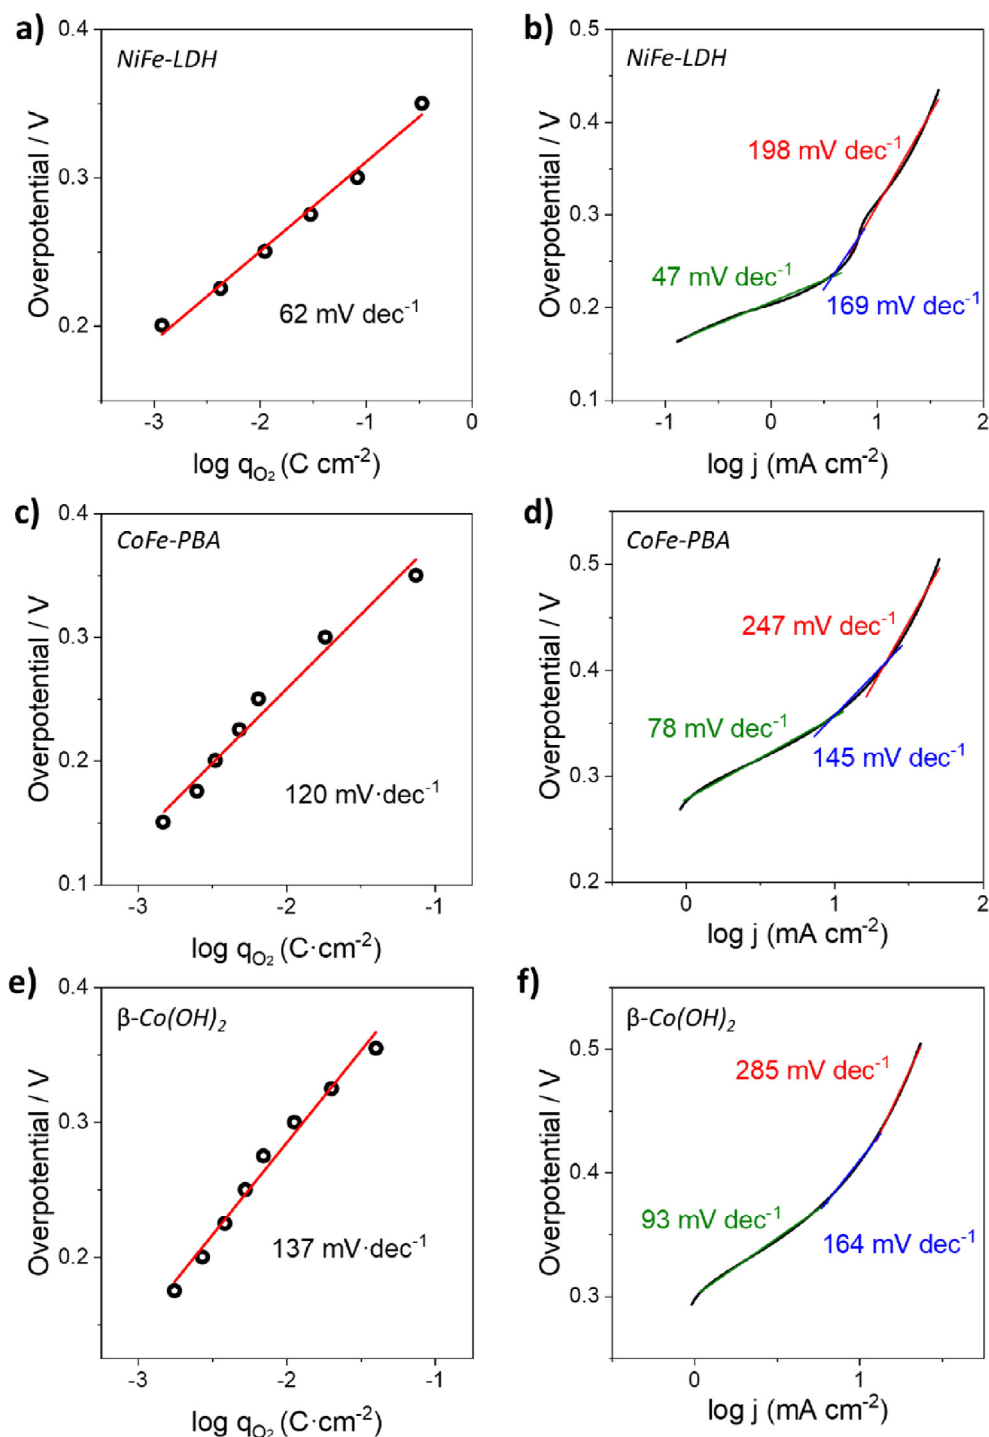 a)
NiFe-LDH
Overpotential / V
0.4
0.3
0.2
62 mV dec⁻¹
-3 -2 -1 0
log qO₂ (C cm⁻²)
b)
NiFe-LDH
Overpotential / V
0.5
0.4
0.3
0.2
0.1
198 mV dec⁻¹
47 mV dec⁻¹
169 mV dec⁻¹
-1 0 1 2
log j (mA cm⁻²)
c)
CoFe-PBA
Overpotential / V
0.4
0.3
0.2
0.1
120 mV·dec⁻¹
-3 -2 -1
log qO₂ (C·cm⁻²)
d)
CoFe-PBA
Overpotential / V
0.5
0.4
0.3
0.2
247 mV dec⁻¹
78 mV dec⁻¹
145 mV dec⁻¹
0 1 2
log j (mA cm⁻²)
e)
β-Co(OH)₂
Overpotential / V
0.4
0.3
0.2
137 mV·dec⁻¹
-3 -2 -1
log qO₂ (C·cm⁻²)
f)
β-Co(OH)₂
Overpotential / V
0.5
0.4
0.3
285 mV dec⁻¹
93 mV dec⁻¹
164 mV dec⁻¹
0 1
log j (mA cm⁻²)